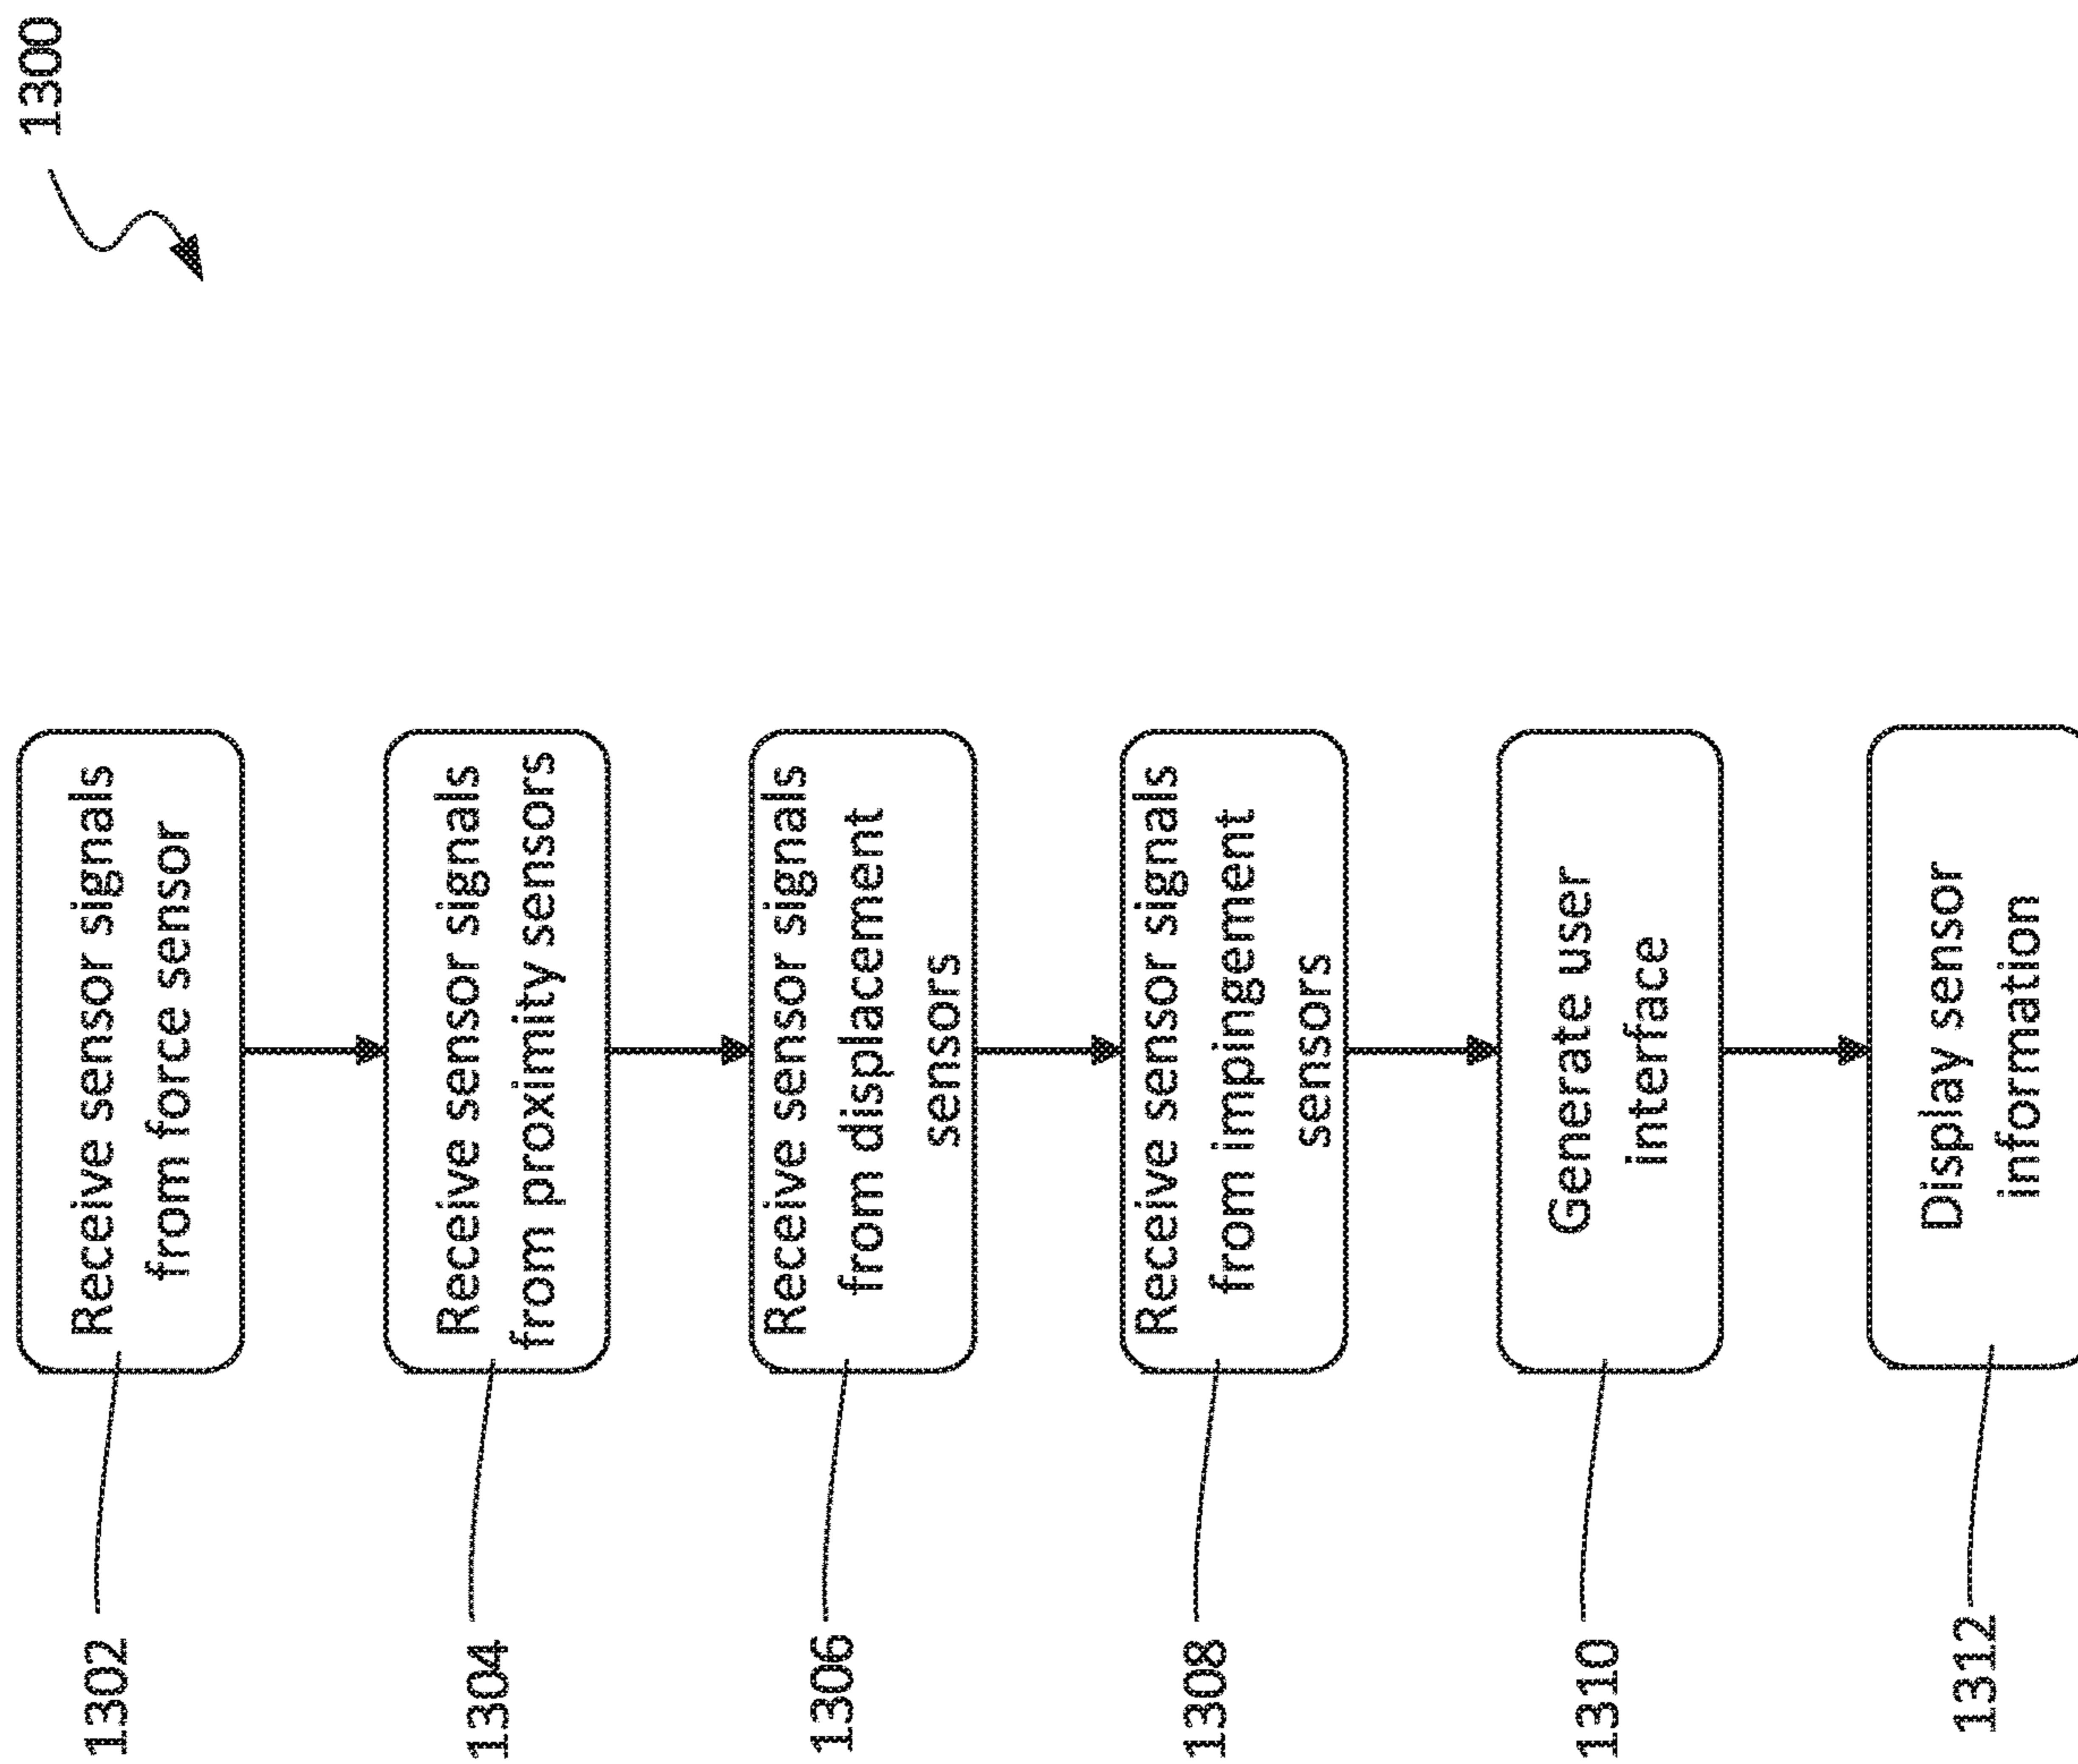 1300
1302
Receive sensor signals
from force sensor
1304
Receive sensor signals
from proximity sensors
1306
Receive sensor signals
from displacement
sensors
1308
Receive sensor signals
from impingement
sensors
1310
Generate user
interface
1312
Display sensor
information